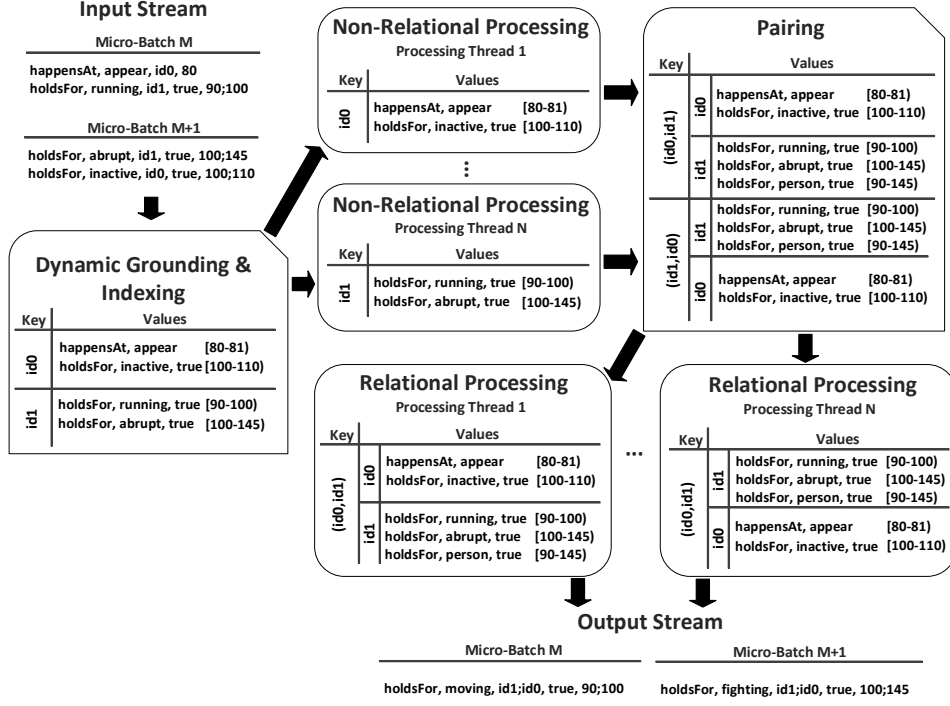 Input Stream
Micro-Batch M
happensAt, appear, id0, 80
holdsFor, running, id1, true, 90;100
Micro-Batch M+1
holdsFor, abrupt, id1, true, 100;145
holdsFor, inactive, id0, true, 100;110
Dynamic Grounding &
Indexing
Key Values
id0
happensAt, appear [80-81)
holdsFor, inactive, true [100-110)
id1
holdsFor, running, true [90-100)
holdsFor, abrupt, true [100-145)
Non-Relational Processing
Processing Thread 1
Key Values
id0
happensAt, appear [80-81)
holdsFor, inactive, true [100-110)
...
Non-Relational Processing
Processing Thread N
Key Values
id1
holdsFor, running, true [90-100)
holdsFor, abrupt, true [100-145)
Pairing
Key Values
(id0,id1)
id0
happensAt, appear [80-81)
holdsFor, inactive, true [100-110)
id1
holdsFor, running, true [90-100)
holdsFor, abrupt, true [100-145)
holdsFor, person, true [90-145)
(id1,id0)
id1
holdsFor, running, true [90-100)
holdsFor, abrupt, true [100-145)
holdsFor, person, true [90-145)
id0
happensAt, appear [80-81)
holdsFor, inactive, true [100-110)
Relational Processing
Processing Thread 1
Key Values
(id0,id1)
id0
happensAt, appear [80-81)
holdsFor, inactive, true [100-110)
id1
holdsFor, running, true [90-100)
holdsFor, abrupt, true [100-145)
holdsFor, person, true [90-145)
...
Relational Processing
Processing Thread N
Key Values
(id0,id1)
id1
holdsFor, running, true [90-100)
holdsFor, abrupt, true [100-145)
holdsFor, person, true [90-145)
id0
happensAt, appear [80-81)
holdsFor, inactive, true [100-110)
Output Stream
Micro-Batch M
holdsFor, moving, id1;id0, true, 90;100
Micro-Batch M+1
holdsFor, fighting, id1;id0, true, 100;145